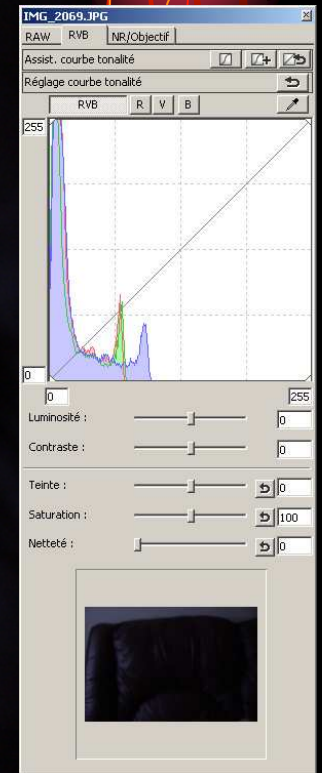 IMG_2069.JPG
RAW RVB NR/Objectif
Assist. courbe tonalité
Réglage courbe tonalité
RVB R V B
255
0
0 255
Luminosité : 0
Contraste : 0
Teinte : 0
Saturation : 100
Netteté : 0